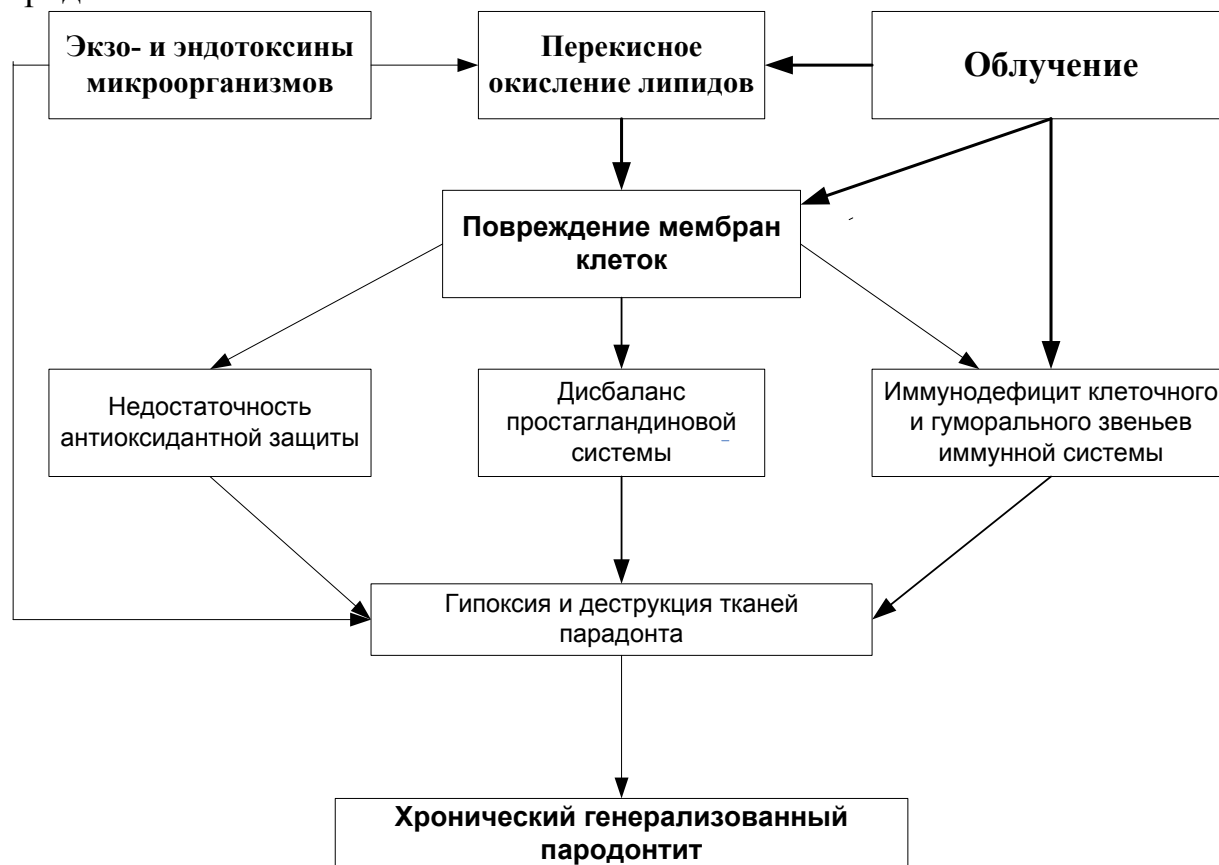 Экзо- и эндотоксины
микроорганизмов
Перекисное
окисление липидов
Облучение
Повреждение мембран
клеток
Недостаточность
антиоксидантной защиты
Дисбаланс
простагландиновой
системы
Иммунодефицит клеточного
и гуморального звеньев
иммунной системы
Гипоксия и деструкция тканей
парадонта
Хронический генерализованный
пародонтит